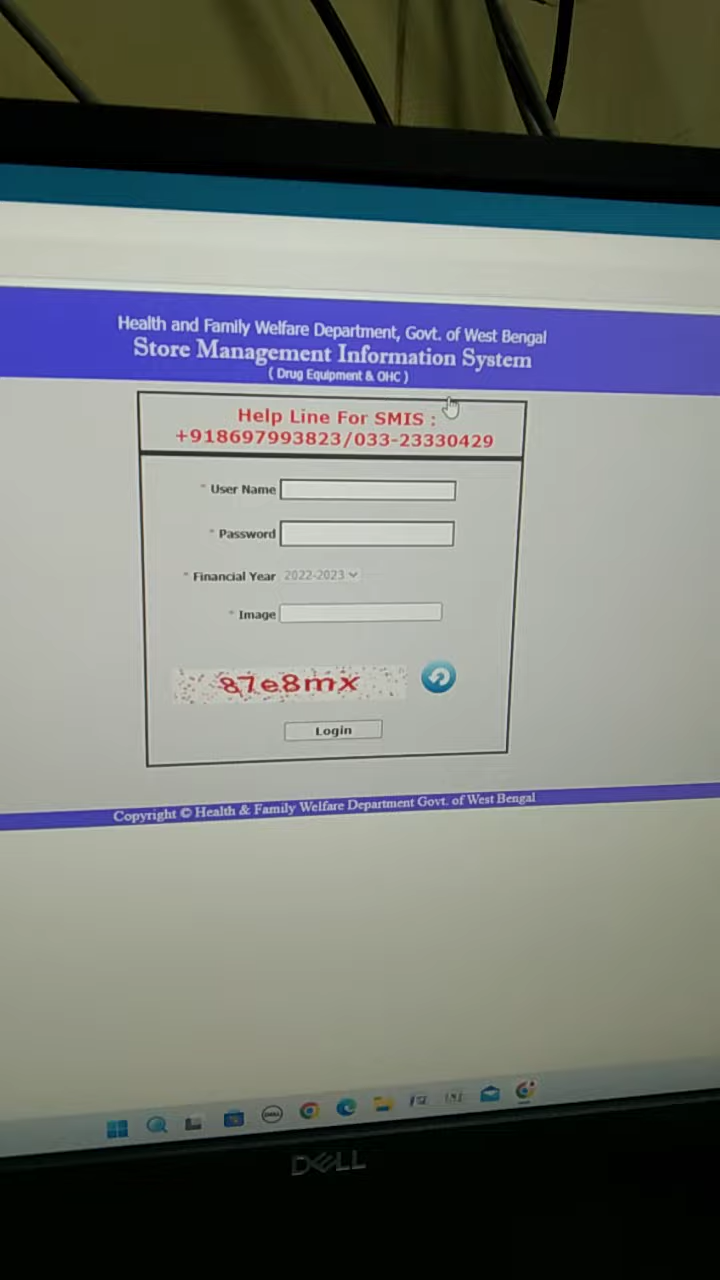 Health and Family Welfare Department, Govt. of West Bengal
Store Management Information System
( Drug Equipment & OHC )
Help Line For SMIS :
+918697993823/033-23330429
* User Name
* Password
* Financial Year 2022-2023
* Image
87e8mx
Login
Copyright © Health & Family Welfare Department Govt. of West Bengal
DELL
DELL